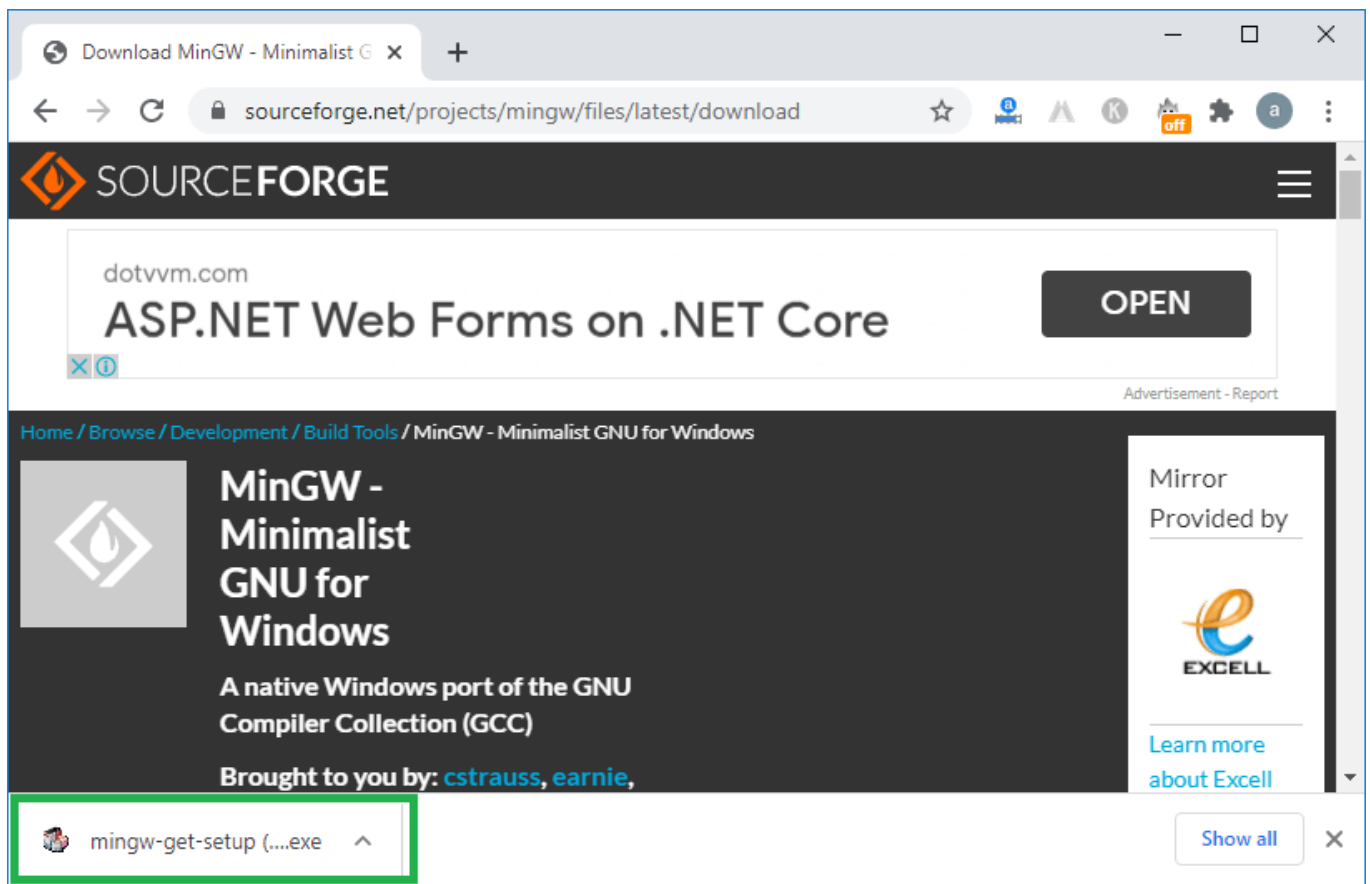 Download MinGW - Minimalist G
sourceforge.net/projects/mingw/files/latest/download
a
K
off
a
SOURCEFORGE
dotvvm.com
ASP.NET Web Forms on .NET Core
OPEN
Advertisement - Report
Home / Browse / Development / Build Tools / MinGW - Minimalist GNU for Windows
MinGW -
Minimalist
GNU for
Windows
A native Windows port of the GNU
Compiler Collection (GCC)
Brought to you by: cstrauss, earnie,
Mirror
Provided by
e
EXCELL
Learn more
about Excell
mingw-get-setup (....exe
Show all